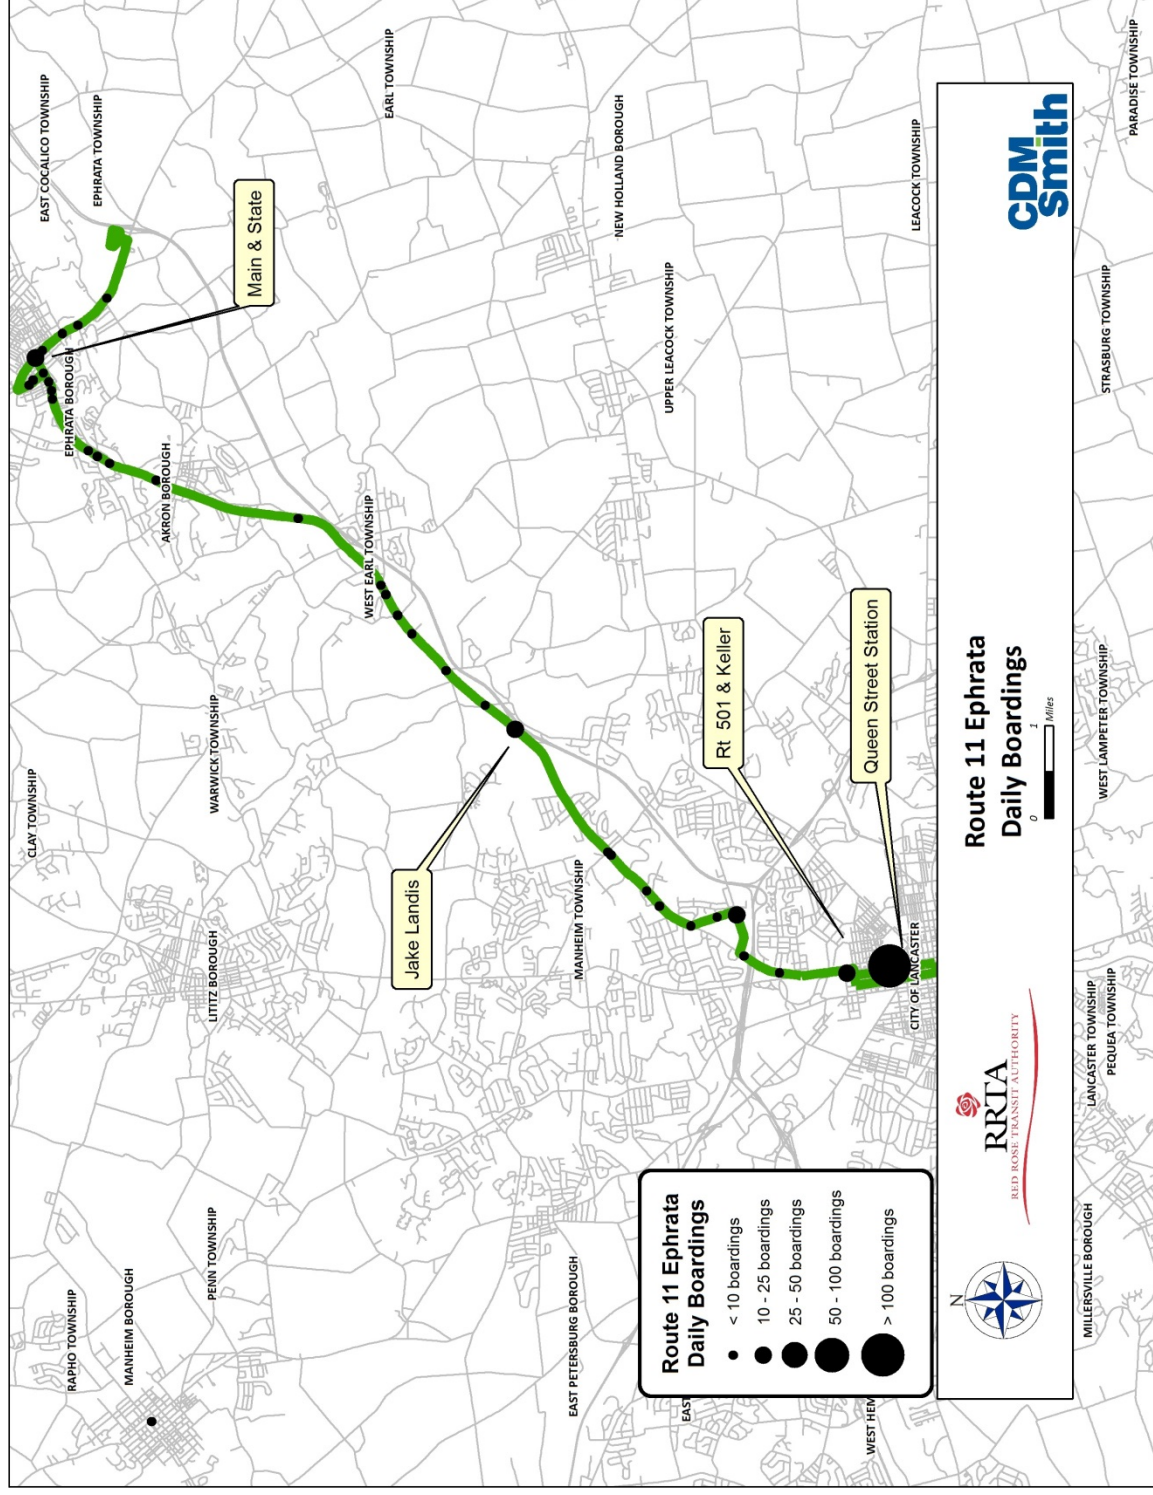 RAPHO TOWNSHIP
MANHEIM BOROUGH
PENN TOWNSHIP
CLAY TOWNSHIP
LITITZ BOROUGH
WARWICK TOWNSHIP
EAST COCALICO TOWNSHIP
EPHRATA TOWNSHIP
EPHRATA BOROUGH
AKRON BOROUGH
Main & State
WEST EARL TOWNSHIP
EARL TOWNSHIP
Jake Landis
MANHEIM TOWNSHIP
NEW HOLLAND BOROUGH
UPPER LEACOCK TOWNSHIP
EAST PETERSBURG BOROUGH
Rt 501 & Keller
Queen Street Station
CITY OF LANCASTER
LEACOCK TOWNSHIP
EAST
WEST HEM
Route 11 Ephrata
Daily Boardings
< 10 boardings
10 - 25 boardings
25 - 50 boardings
50 - 100 boardings
> 100 boardings
N
RRTA
RED ROSE TRANSIT AUTHORITY
Route 11 Ephrata
Daily Boardings
0 1
Miles
CDM
Smith
MILLERSVILLE BOROUGH
LANCASTER TOWNSHIP
PEQUEA TOWNSHIP
WEST LAMPETER TOWNSHIP
STRASBURG TOWNSHIP
PARADISE TOWNSHIP